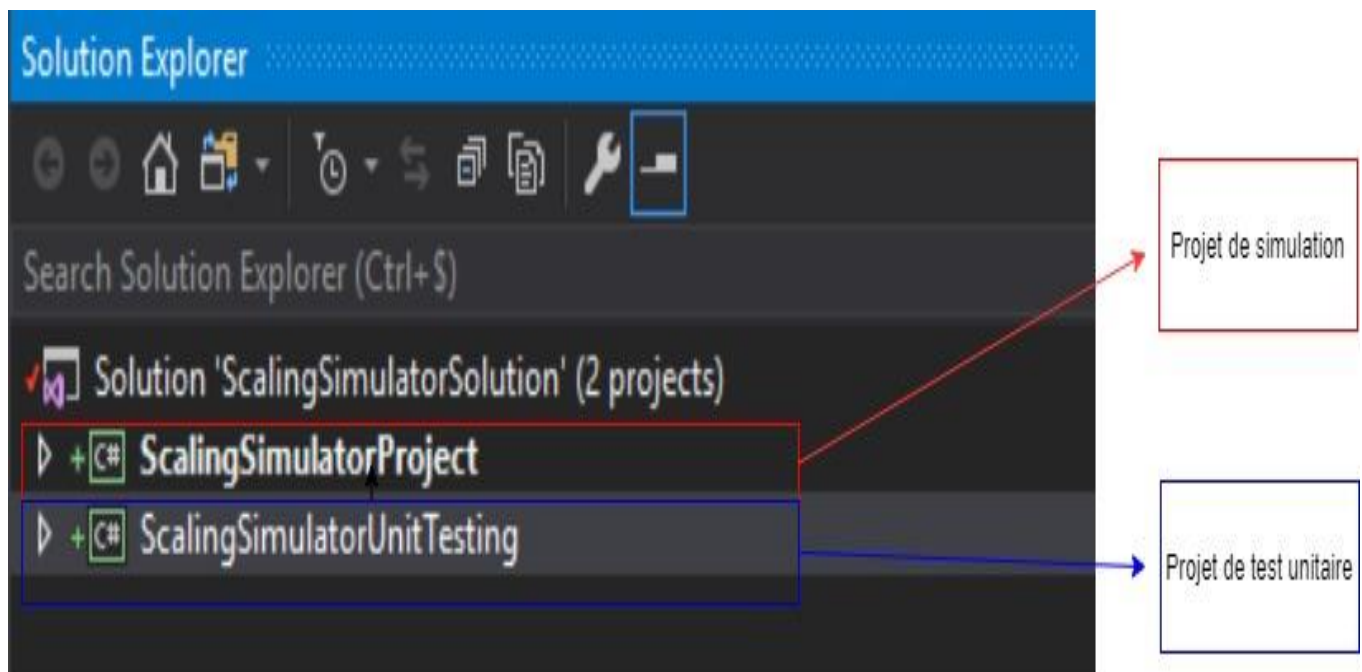 Solution Explorer
Search Solution Explorer (Ctrl+$)
Solution 'ScalingSimulatorSolution' (2 projects)
C# ScalingSimulatorProject
C# ScalingSimulatorUnitTesting
Projet de simulation
Projet de test unitaire